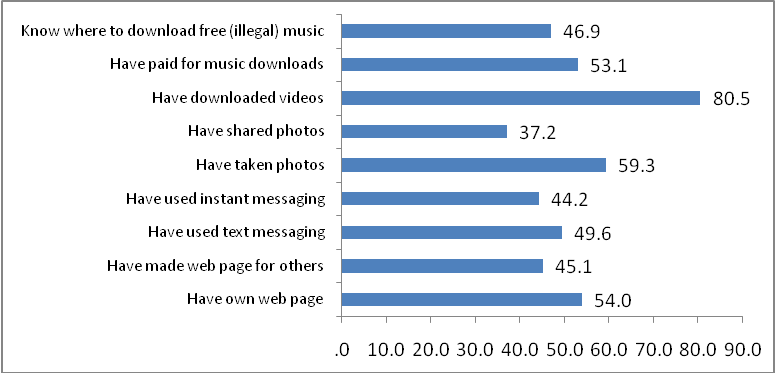 Know where to download free (illegal) music 46.9
Have paid for music downloads 53.1
Have downloaded videos 80.5
Have shared photos 37.2
Have taken photos 59.3
Have used instant messaging 44.2
Have used text messaging 49.6
Have made web page for others 45.1
Have own web page 54.0
.0 10.0 20.0 30.0 40.0 50.0 60.0 70.0 80.0 90.0